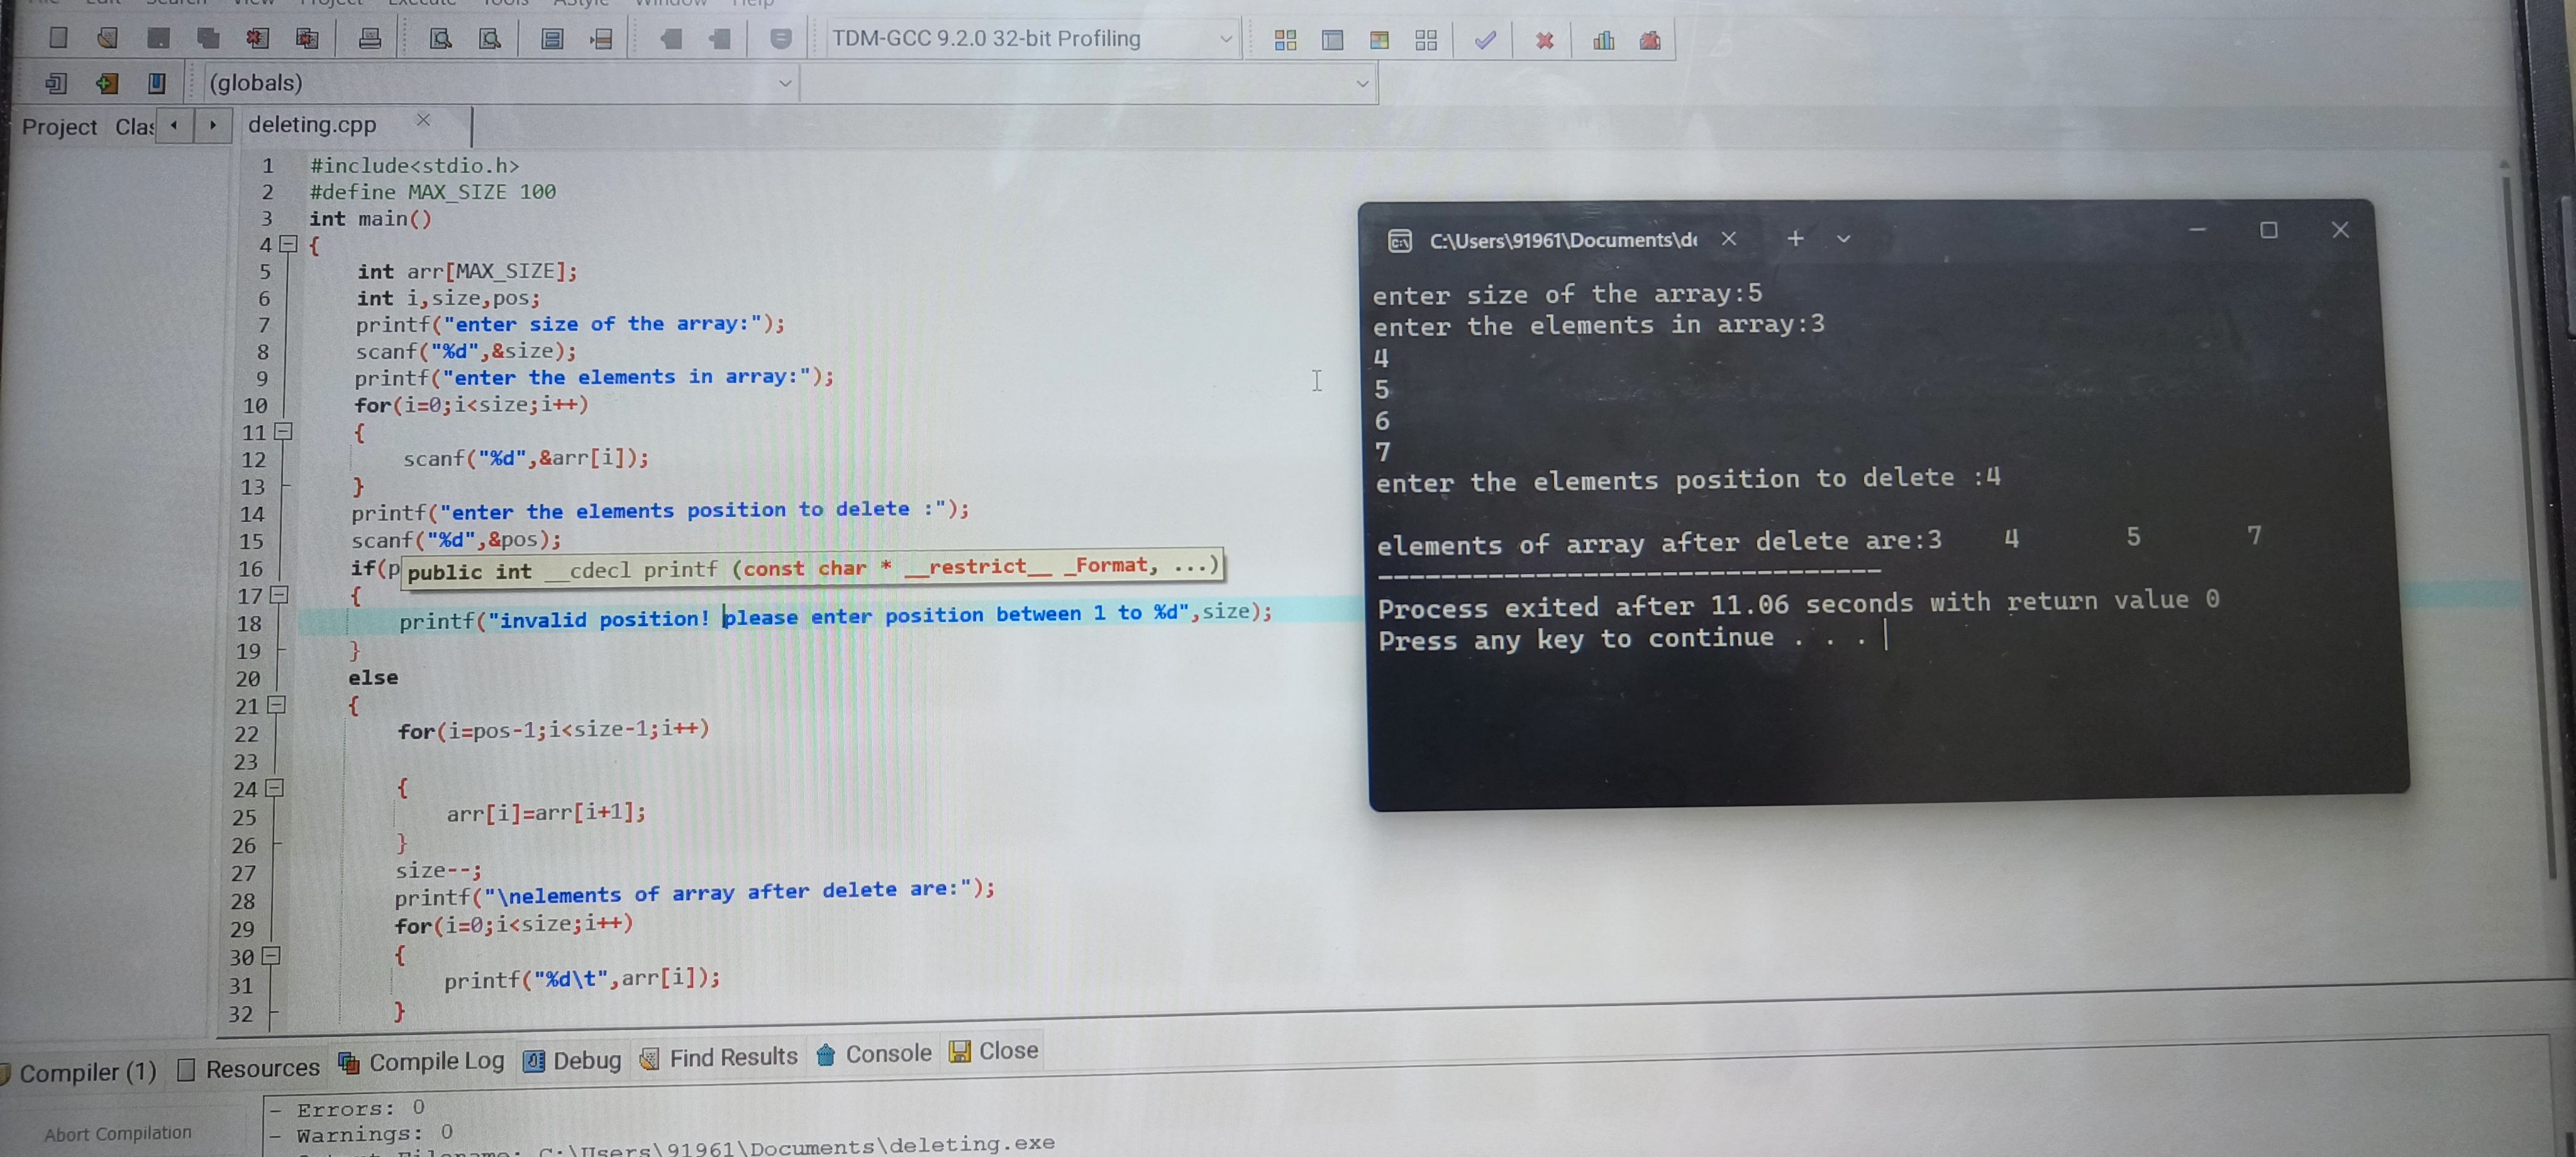 TDM-GCC 9.2.0 32-bit Profiling
(globals)
Project Clas deleting.cpp
1 #include<stdio.h>
2 #define MAX_SIZE 100
3 int main()
4 {
5 int arr[MAX_SIZE];
6 int i,size,pos;
7 printf("enter size of the array:");
8 scanf("%d",&size);
9 printf("enter the elements in array:");
10 for(i=0;i<size;i++)
11 {
12 scanf("%d",&arr[i]);
13 }
14 printf("enter the elements position to delete :");
15 scanf("%d",&pos);
16 if(p
public int __cdecl printf (const char * __restrict__ _Format, ...)
17 {
18 printf("invalid position! please enter position between 1 to %d",size);
19 }
20 else
21 {
22 for(i=pos-1;i<size-1;i++)
23
24 {
25 arr[i]=arr[i+1];
26 }
27 size--;
28 printf("\nelements of array after delete are:");
29 for(i=0;i<size;i++)
30 {
31 printf("%d\t",arr[i]);
32 }
C:\Users\91961\Documents\de
enter size of the array:5
enter the elements in array:3
4
5
6
7
enter the elements position to delete :4
elements of array after delete are:3 4 5 7
--------------------------------
Process exited after 11.06 seconds with return value 0
Press any key to continue . . .
Compiler (1) Resources Compile Log Debug Find Results Console Close
Abort Compilation
- Errors: 0
- Warnings: 0
C:\Users\91961\Documents\deleting.exe